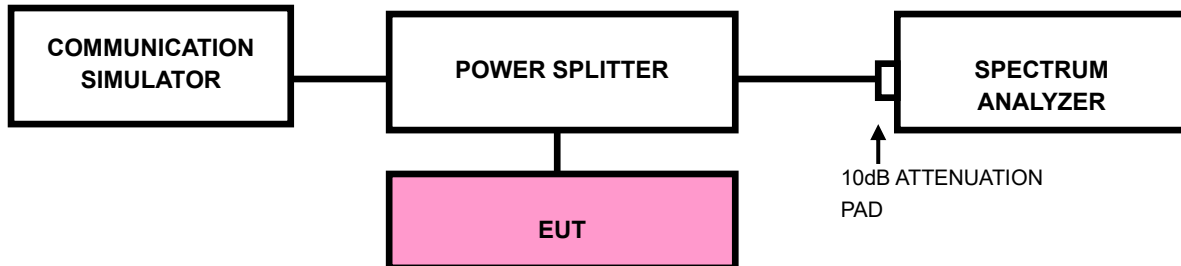 COMMUNICATION
SIMULATOR
POWER SPLITTER
SPECTRUM
ANALYZER
10dB ATTENUATION
PAD
EUT